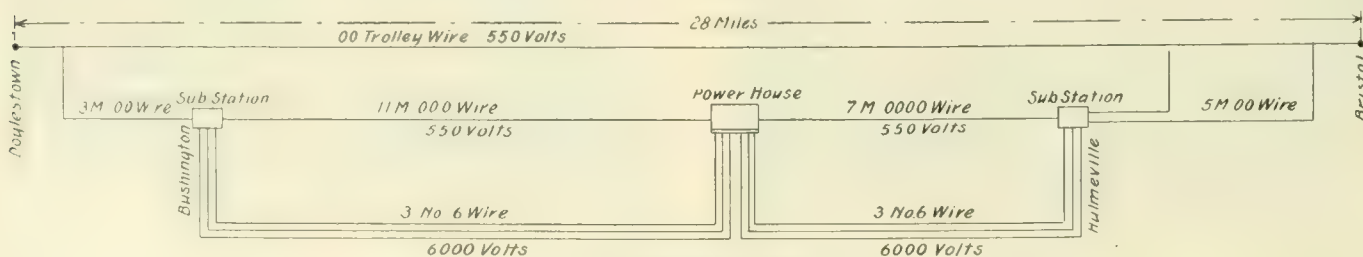 28 Miles
00 Trolley Wire 550 Volts
Doylestown
Bristol
3M 00 Wire
Sub Station
11M 000 Wire
550 Volts
Power House
7M 0000 Wire
550 Volts
Sub Station
5M 00 Wire
Bushington
Hulmeville
3 No 6 Wire
6000 Volts
3 No.6 Wire
6000 Volts